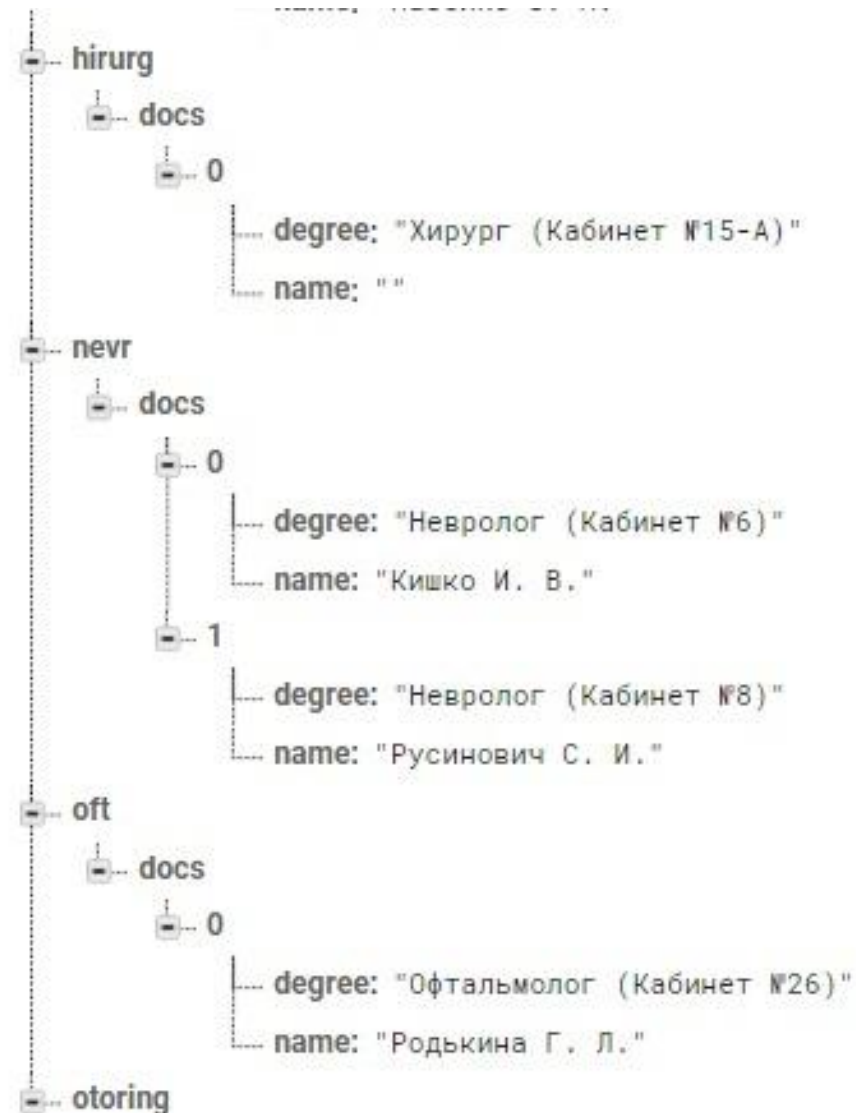 hirurg
docs
0
degree: "Хирург (Кабинет №15-А)"
name: ""
nevr
docs
0
degree: "Невролог (Кабинет №6)"
name: "Кишко И. В."
1
degree: "Невролог (Кабинет №8)"
name: "Русинович С. И."
oft
docs
0
degree: "Офтальмолог (Кабинет №26)"
name: "Родькина Г. Л."
otoring